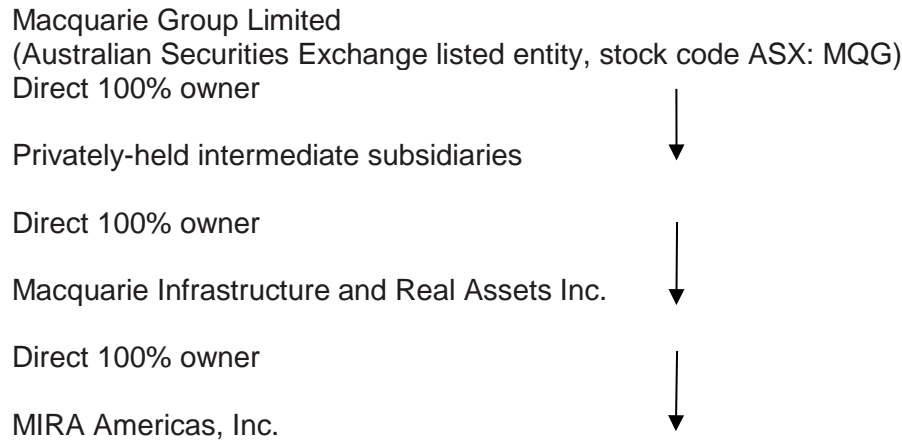 Macquarie Group Limited
(Australian Securities Exchange listed entity, stock code ASX: MQG)
Direct 100% owner
Privately-held intermediate subsidiaries
Direct 100% owner
Macquarie Infrastructure and Real Assets Inc.
Direct 100% owner
MIRA Americas, Inc.